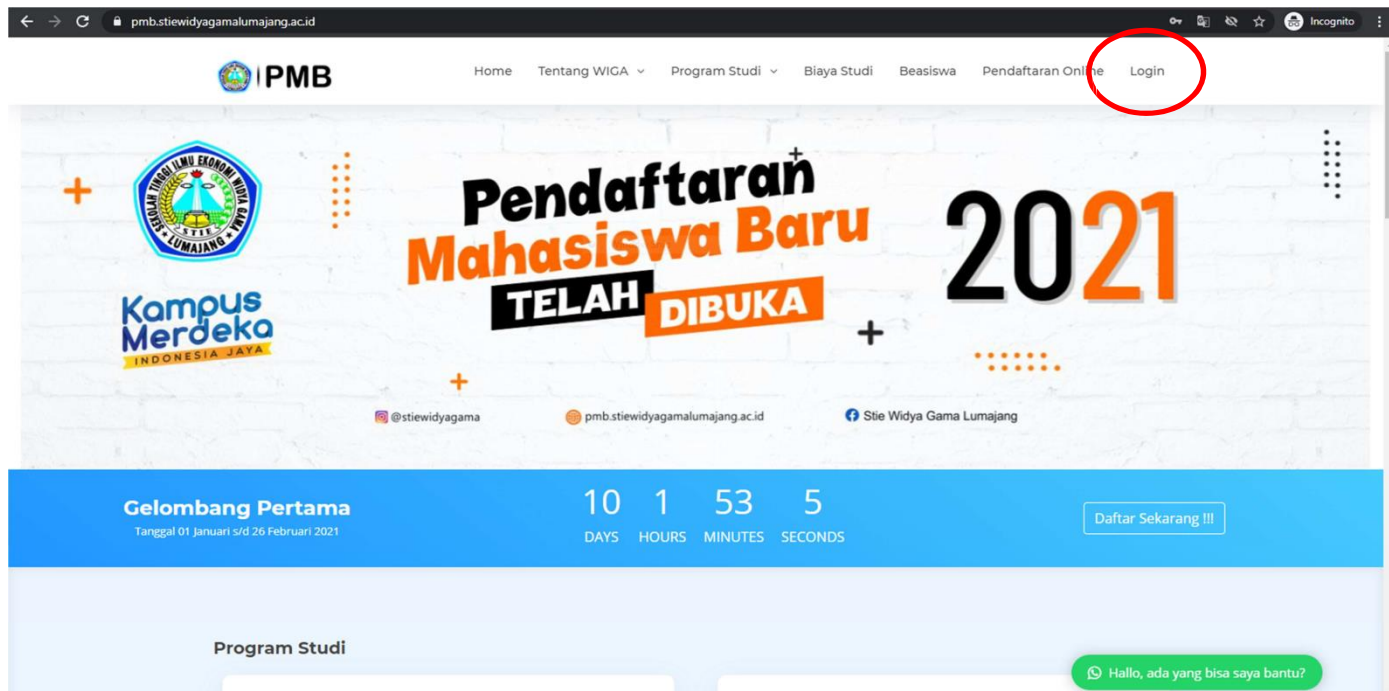 pmb.stiewidyagamalumajang.ac.id
Incognito
PMB
Home Tentang WIGA Program Studi Biaya Studi Beasiswa Pendaftaran Online Login
SEKOLAH TINGGI ILMU EKONOMI WIDYA GAMA
STIE
LUMAJANG
Kampus
Merdeka
INDONESIA JAYA
Pendaftaran
Mahasiswa Baru
TELAH DIBUKA
2021
@stiewidyagama pmb.stiewidyagamalumajang.ac.id Stie Widya Gama Lumajang
Gelombang Pertama
Tanggal 01 Januari s/d 26 Februari 2021
10 1 53 5
DAYS HOURS MINUTES SECONDS
Daftar Sekarang !!!
Program Studi
Hallo, ada yang bisa saya bantu?